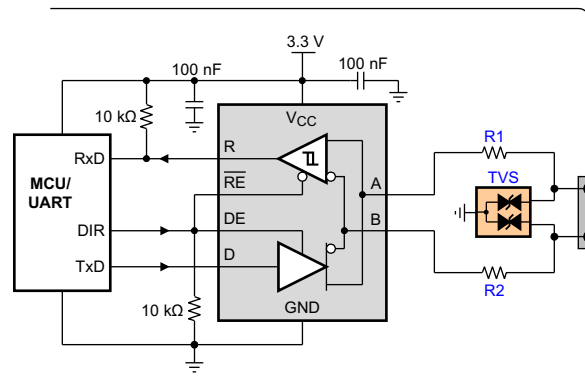 3.3 V
100 nF
100 nF
10 kΩ
VCC
MCU/
UART
RxD
R
RE
A
R1
TVS
DIR
DE
B
TxD
D
10 kΩ
GND
R2